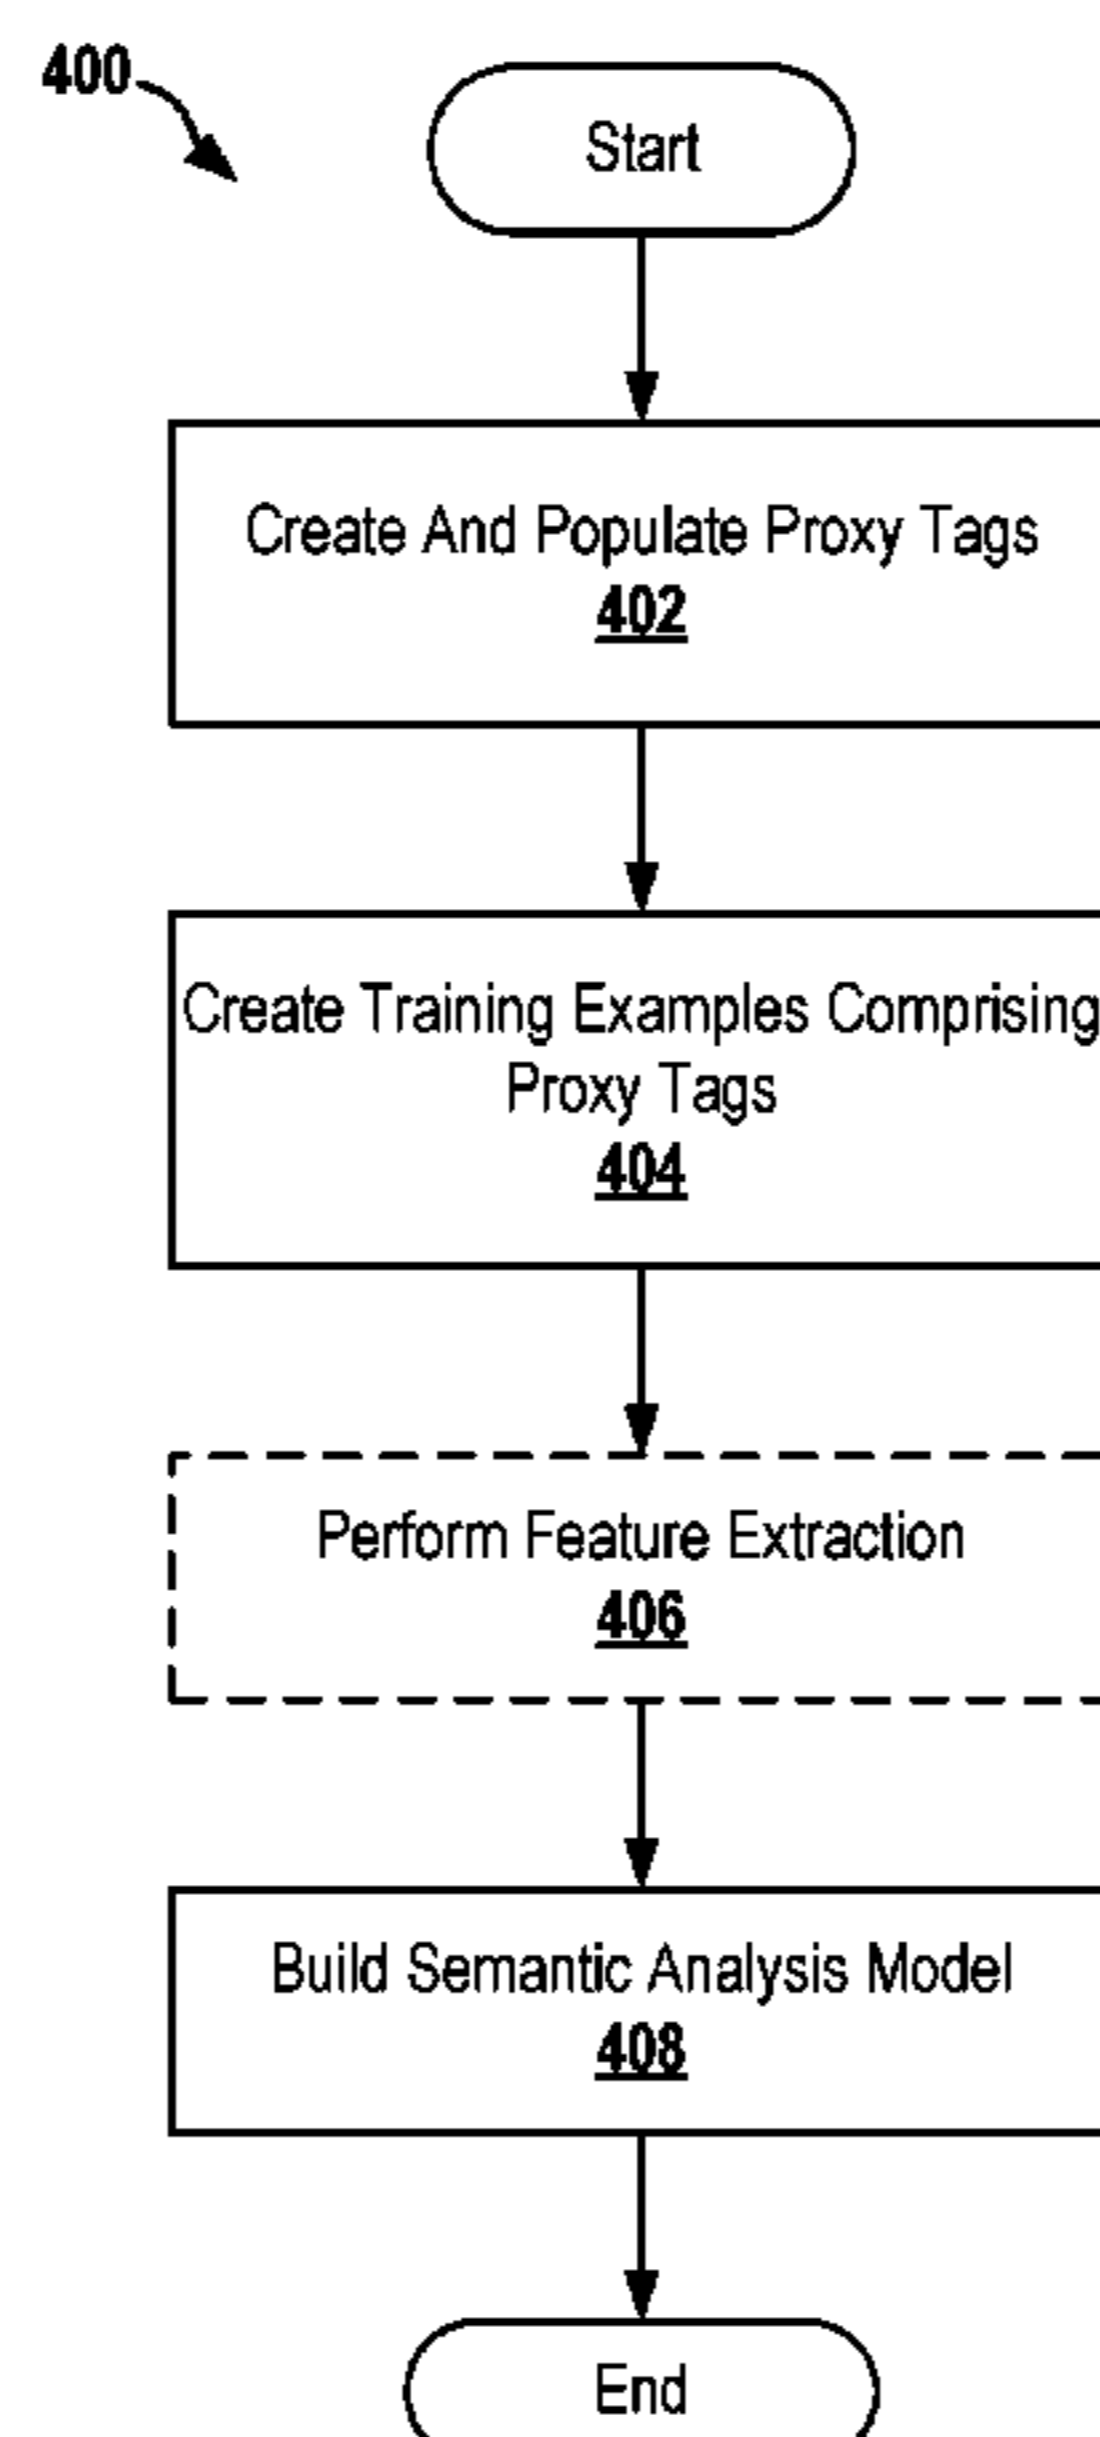 400
Start
Create And Populate Proxy Tags
402
Create Training Examples Comprising
Proxy Tags
404
Perform Feature Extraction
406
Build Semantic Analysis Model
408
End